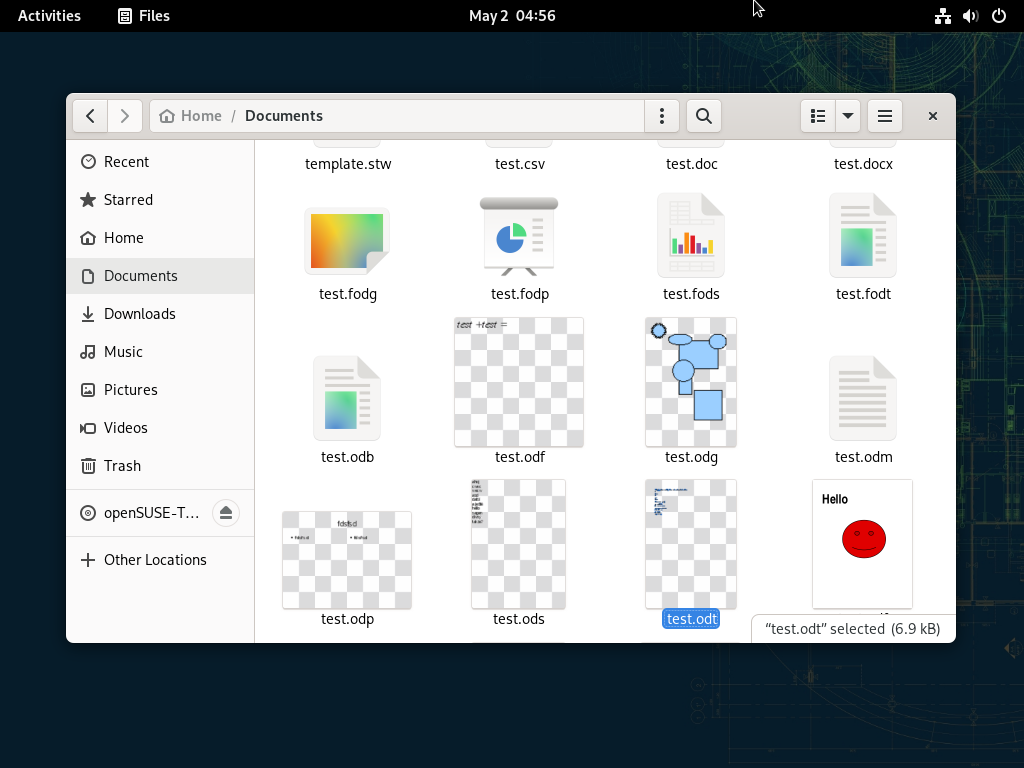 Activities Files May 2 04:56
Home / Documents
Recent
Starred
Home
Documents
Downloads
Music
Pictures
Videos
Trash
openSUSE-T...
Other Locations
template.stw test.csv test.doc test.docx
test.fodg test.fodp test.fods test.fodt
test +test =
test.odb test.odf test.odg test.odm
Hello
fdsfsd
test.odp test.ods test.odt
“test.odt” selected (6.9 kB)